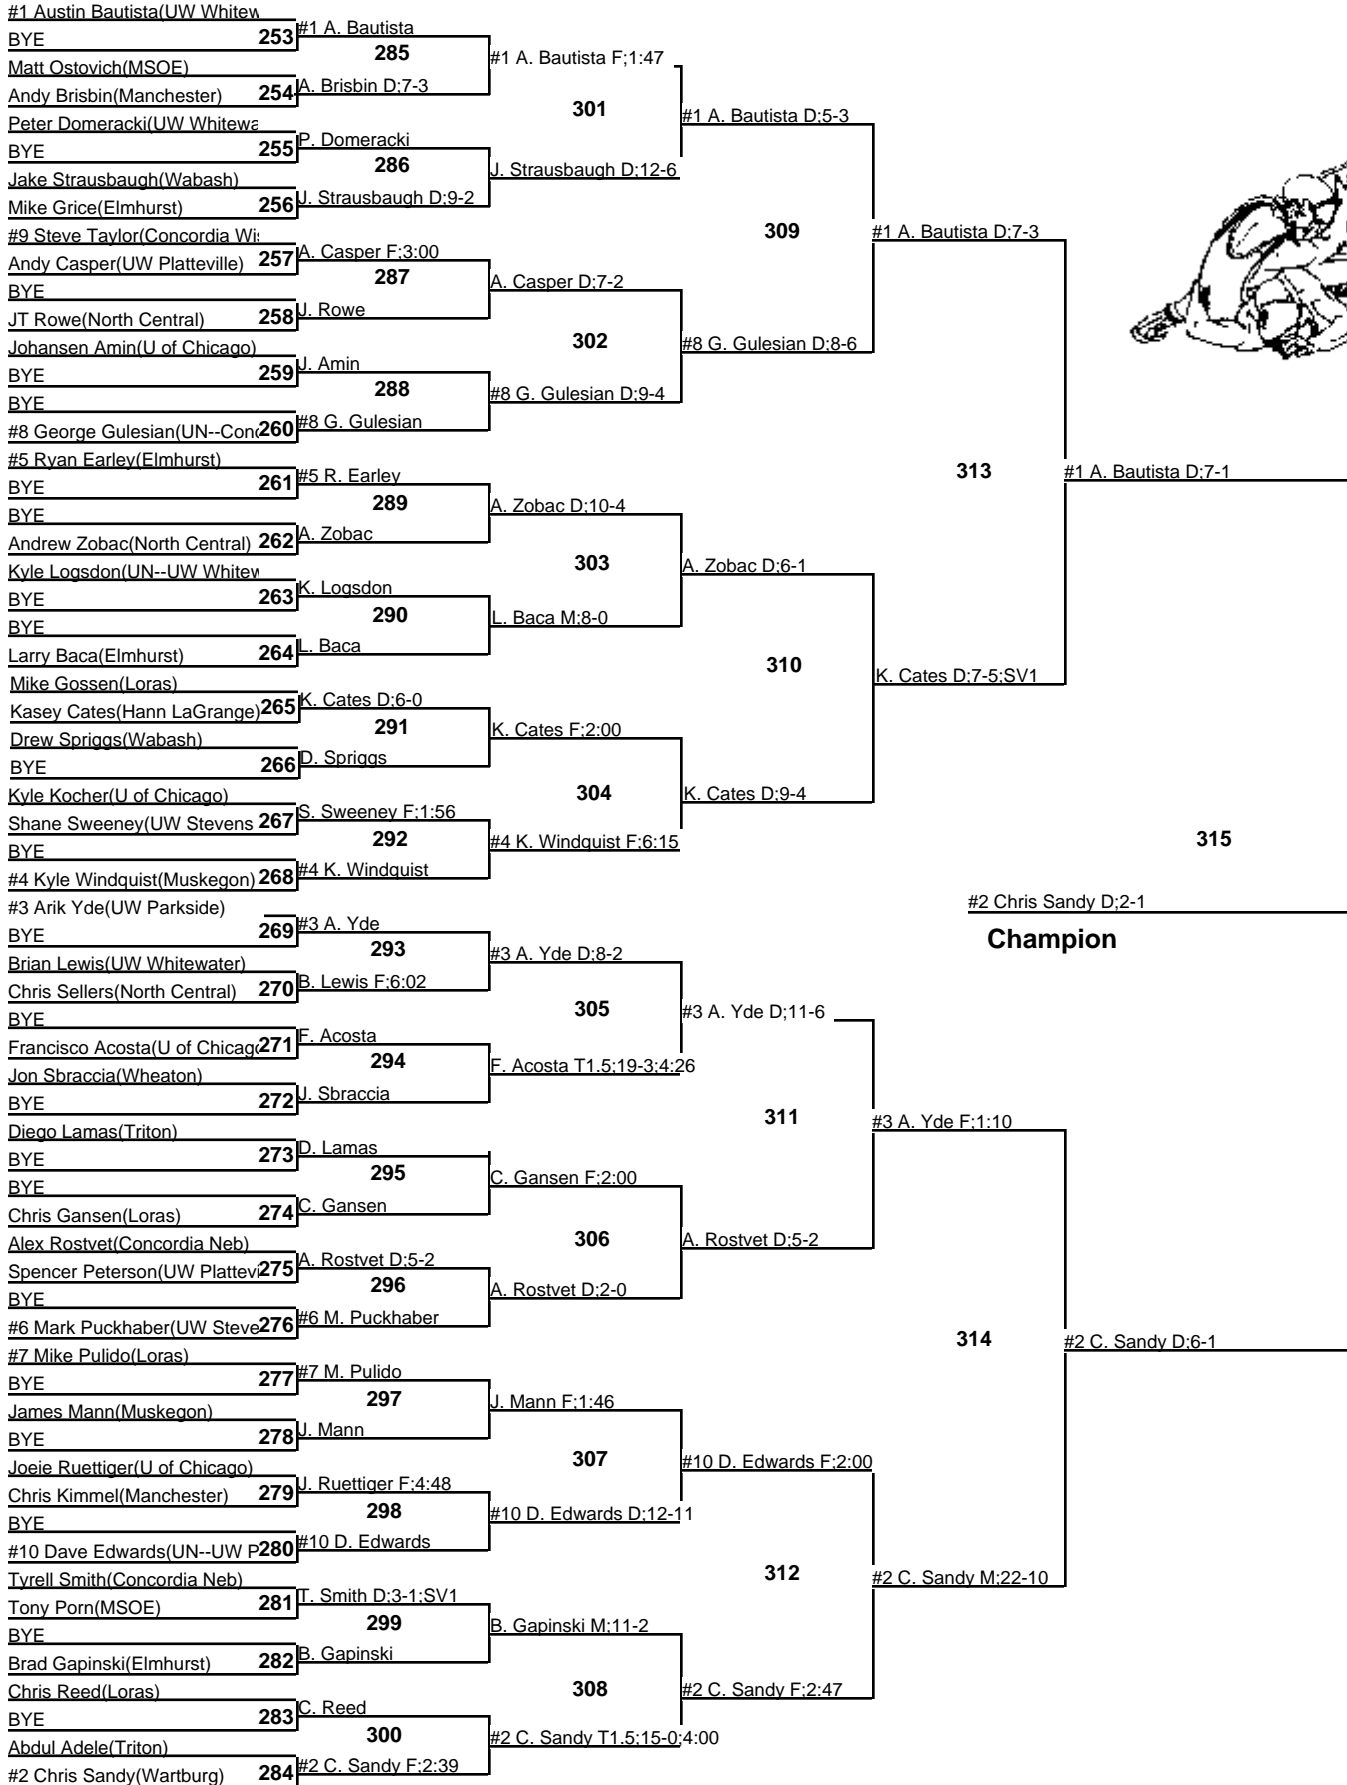 #1 Austin Bautista(UW Whitew
BYE
253
#1 A. Bautista
285
Matt Ostovich(MSOE)
Andy Brisbin(Manchester)
254
A. Brisbin D;7-3
#1 A. Bautista F;1:47
301
Peter Domeracki(UW Whitewa
BYE
255
P. Domeracki
286
Jake Strausbaugh(Wabash)
Mike Grice(Elmhurst)
256
J. Strausbaugh D;9-2
J. Strausbaugh D;12-6
#1 A. Bautista D;5-3
309
#9 Steve Taylor(Concordia Wis
Andy Casper(UW Platteville)
257
A. Casper F;3:00
287
BYE
JT Rowe(North Central)
258
J. Rowe
A. Casper D;7-2
302
Johansen Amin(U of Chicago)
BYE
259
J. Amin
288
BYE
#8 George Gulesian(UN--Conc
260
#8 G. Gulesian
#8 G. Gulesian D;9-4
#8 G. Gulesian D;8-6
#1 A. Bautista D;7-3
313
#5 Ryan Earley(Elmhurst)
BYE
261
#5 R. Earley
289
BYE
Andrew Zobac(North Central)
262
A. Zobac
A. Zobac D;10-4
303
Kyle Logsdon(UN--UW Whitew
BYE
263
K. Logsdon
290
BYE
Larry Baca(Elmhurst)
264
L. Baca
L. Baca M;8-0
A. Zobac D;6-1
310
Mike Gossen(Loras)
Kasey Cates(Hann LaGrange)
265
K. Cates D;6-0
291
Drew Spriggs(Wabash)
BYE
266
D. Spriggs
K. Cates F;2:00
304
Kyle Kocher(U of Chicago)
Shane Sweeney(UW Stevens
267
S. Sweeney F;1:56
292
BYE
#4 Kyle Windquist(Muskegon)
268
#4 K. Windquist
#4 K. Windquist F;6:15
K. Cates D;9-4
K. Cates D;7-5;SV1
#1 A. Bautista D;7-1
315
#2 Chris Sandy D;2-1
Champion
#3 Arik Yde(UW Parkside)
BYE
269
#3 A. Yde
293
Brian Lewis(UW Whitewater)
Chris Sellers(North Central)
270
B. Lewis F;6:02
#3 A. Yde D;8-2
305
BYE
Francisco Acosta(U of Chicago
271
F. Acosta
294
Jon Sbraccia(Wheaton)
BYE
272
J. Sbraccia
F. Acosta T1.5;19-3;4:26
#3 A. Yde D;11-6
311
Diego Lamas(Triton)
BYE
273
D. Lamas
295
BYE
Chris Gansen(Loras)
274
C. Gansen
C. Gansen F;2:00
306
Alex Rostvet(Concordia Neb)
Spencer Peterson(UW Plattevi
275
A. Rostvet D;5-2
296
BYE
#6 Mark Puckhaber(UW Steve
276
#6 M. Puckhaber
A. Rostvet D;2-0
A. Rostvet D;5-2
#3 A. Yde F;1:10
314
#7 Mike Pulido(Loras)
BYE
277
#7 M. Pulido
297
James Mann(Muskegon)
BYE
278
J. Mann
J. Mann F;1:46
307
Joeie Ruettiger(U of Chicago)
Chris Kimmel(Manchester)
279
J. Ruettiger F;4:48
298
BYE
#10 Dave Edwards(UN--UW P
280
#10 D. Edwards
#10 D. Edwards D;12-11
#10 D. Edwards F;2:00
312
Tyrell Smith(Concordia Neb)
Tony Porn(MSOE)
281
T. Smith D;3-1;SV1
299
BYE
Brad Gapinski(Elmhurst)
282
B. Gapinski
B. Gapinski M;11-2
308
Chris Reed(Loras)
BYE
283
C. Reed
300
Abdul Adele(Triton)
#2 Chris Sandy(Wartburg)
284
#2 C. Sandy F;2:39
#2 C. Sandy T1.5;15-0;4:00
#2 C. Sandy F;2:47
#2 C. Sandy M;22-10
#2 C. Sandy D;6-1